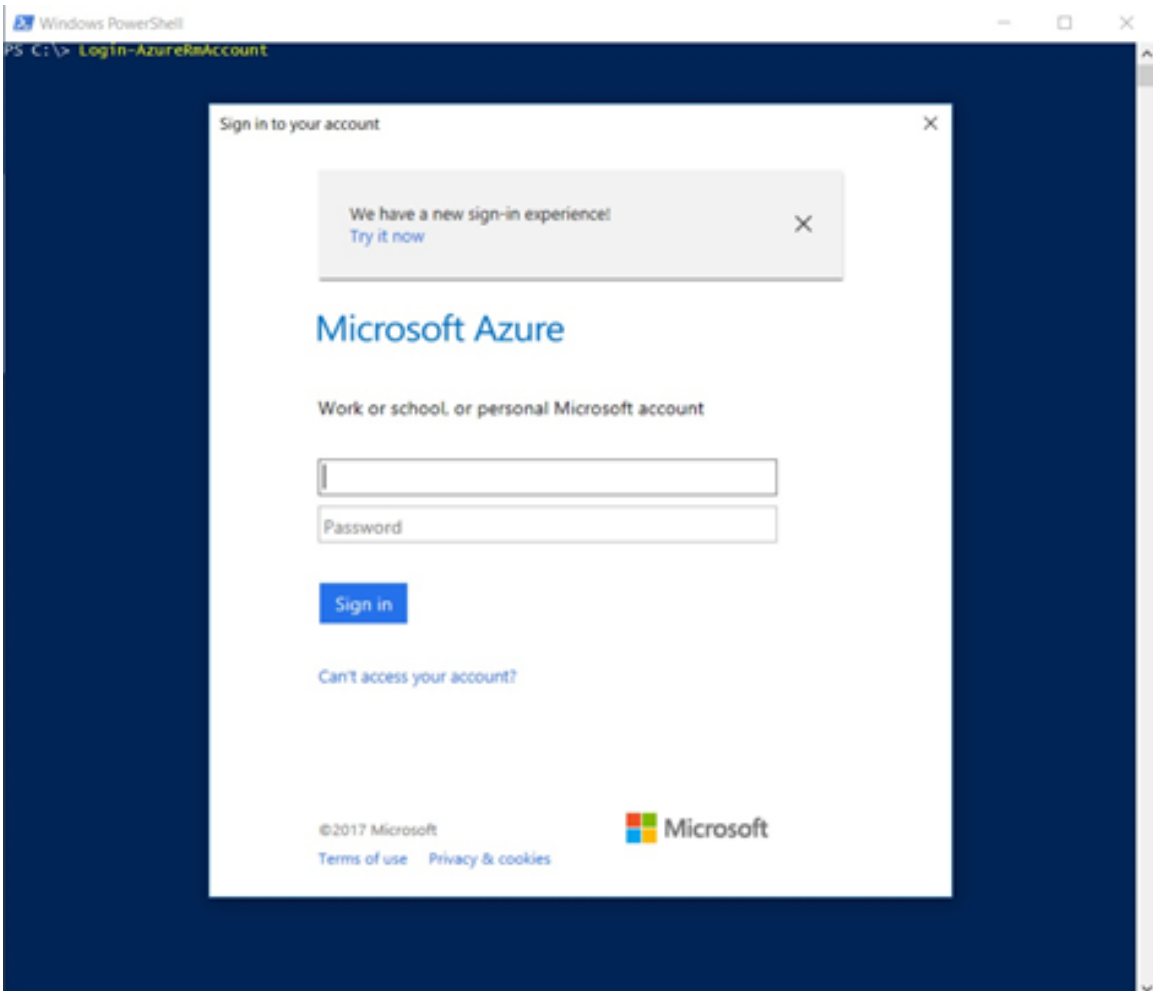 Windows PowerShell
PS C:\> Login-AzureRmAccount
Sign in to your account
We have a new sign-in experience!
Try it now
Microsoft Azure
Work or school, or personal Microsoft account
Password
Sign in
Can't access your account?
©2017 Microsoft
Microsoft
Terms of use Privacy & cookies